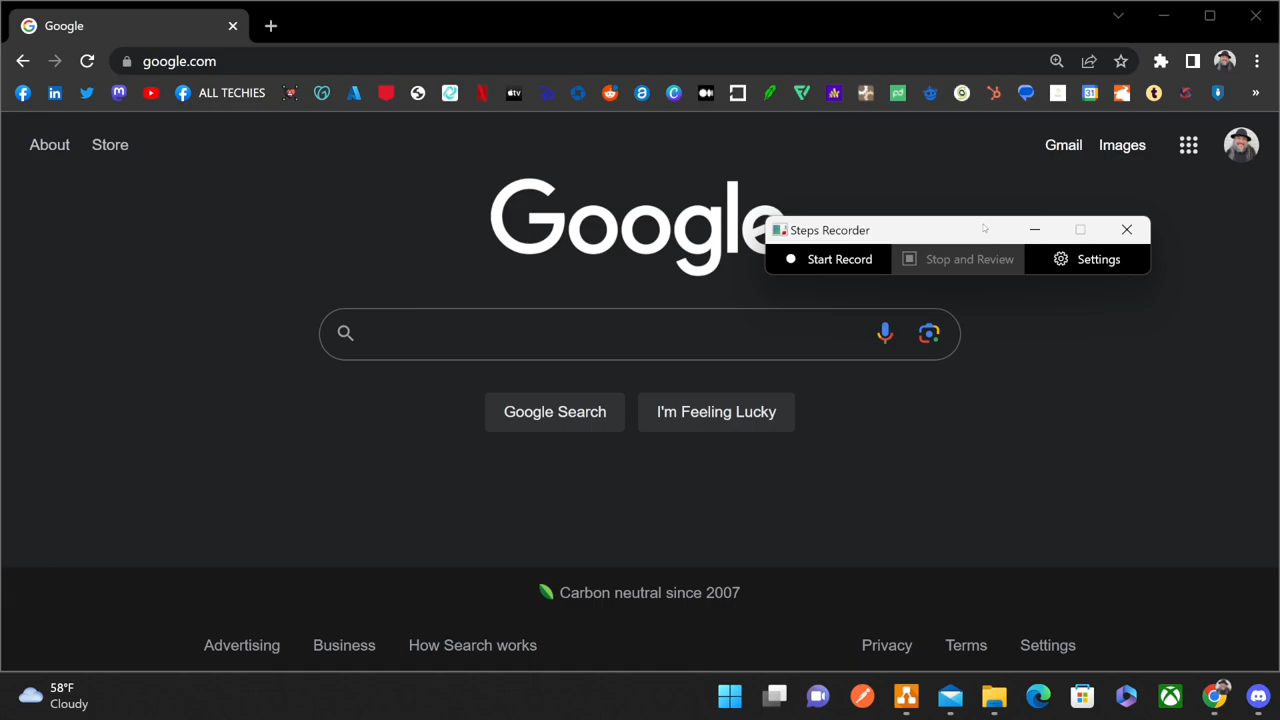 Google
google.com
ALL TECHIES
About Store Gmail Images
Google
Steps Recorder
Start Record Stop and Review Settings
Google Search I'm Feeling Lucky
Carbon neutral since 2007
Advertising Business How Search works Privacy Terms Settings
58°F
Cloudy